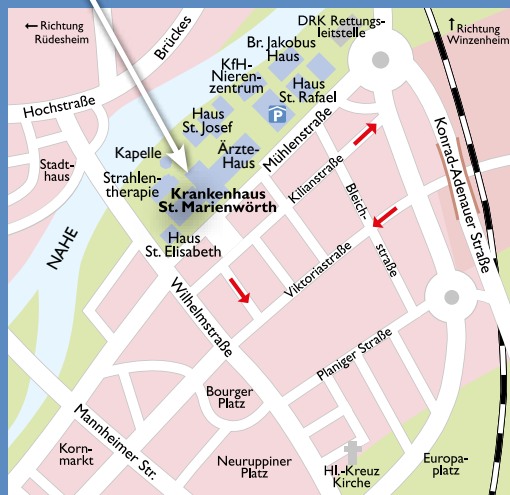 ← Richtung
Rüdesheim
Brückes
DRK Rettungs-
leitstelle
↑ Richtung
Winzenheim
Br. Jakobus
Haus
KfH-
Nieren-
zentrum
Haus
St. Rafael
P
Hochstraße
Haus
St. Josef
Mühlenstraße
Konrad-Adenauer Straße
Stadt-
haus
Kapelle
Ärzte-
Haus
Kilianstraße
Strahlen-
therapie
Bleich-
straße
Krankenhaus
St. Marienwörth
NAHE
Haus
St. Elisabeth
Viktoriastraße
Wilhelmstraße
Planiger Straße
Bourger
Platz
Mannheimer Str.
Korn-
markt
Neuruppiner
Platz
Hl.-Kreuz
Kirche
Europa-
platz